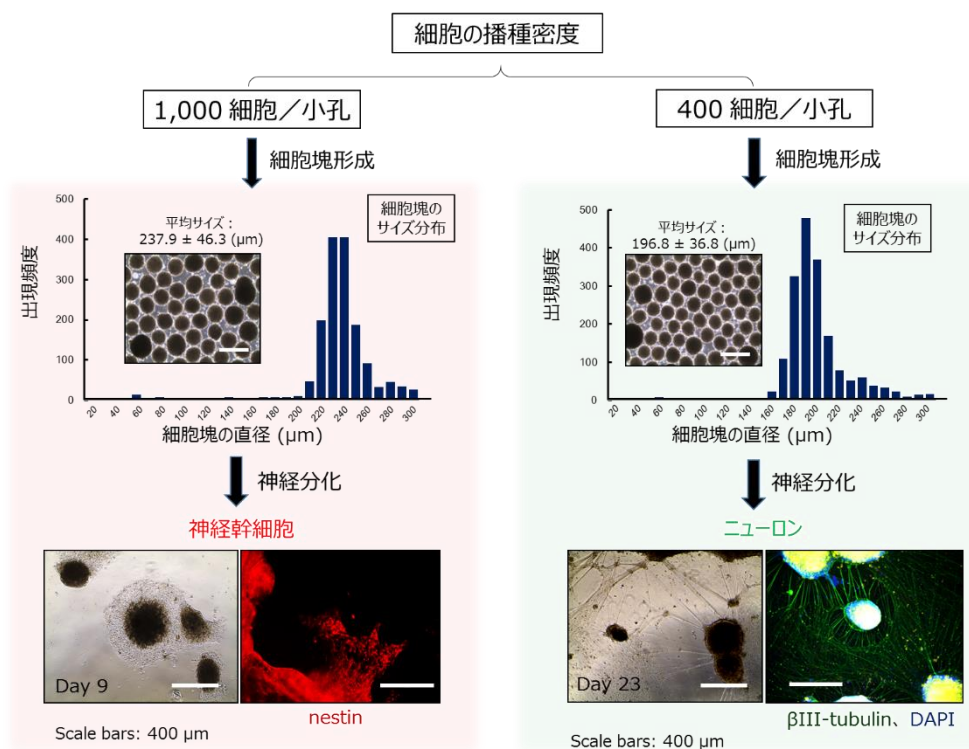 細胞の播種密度
1,000 細胞／小孔
細胞塊形成
500
400
300
200
100
0
出現頻度
平均サイズ：
237.9 ± 46.3 (μm)
細胞塊の
サイズ分布
20
40
60
80
100
120
140
160
180
200
220
240
260
280
300
細胞塊の直径 (μm)
神経分化
神経幹細胞
Day 9
nestin
Scale bars: 400 μm
400 細胞／小孔
細胞塊形成
500
400
300
200
100
0
出現頻度
平均サイズ：
196.8 ± 36.8 (μm)
細胞塊の
サイズ分布
20
40
60
80
100
120
140
160
180
200
220
240
260
280
300
細胞塊の直径 (μm)
神経分化
ニューロン
Day 23
βIII-tubulin、DAPI
Scale bars: 400 μm